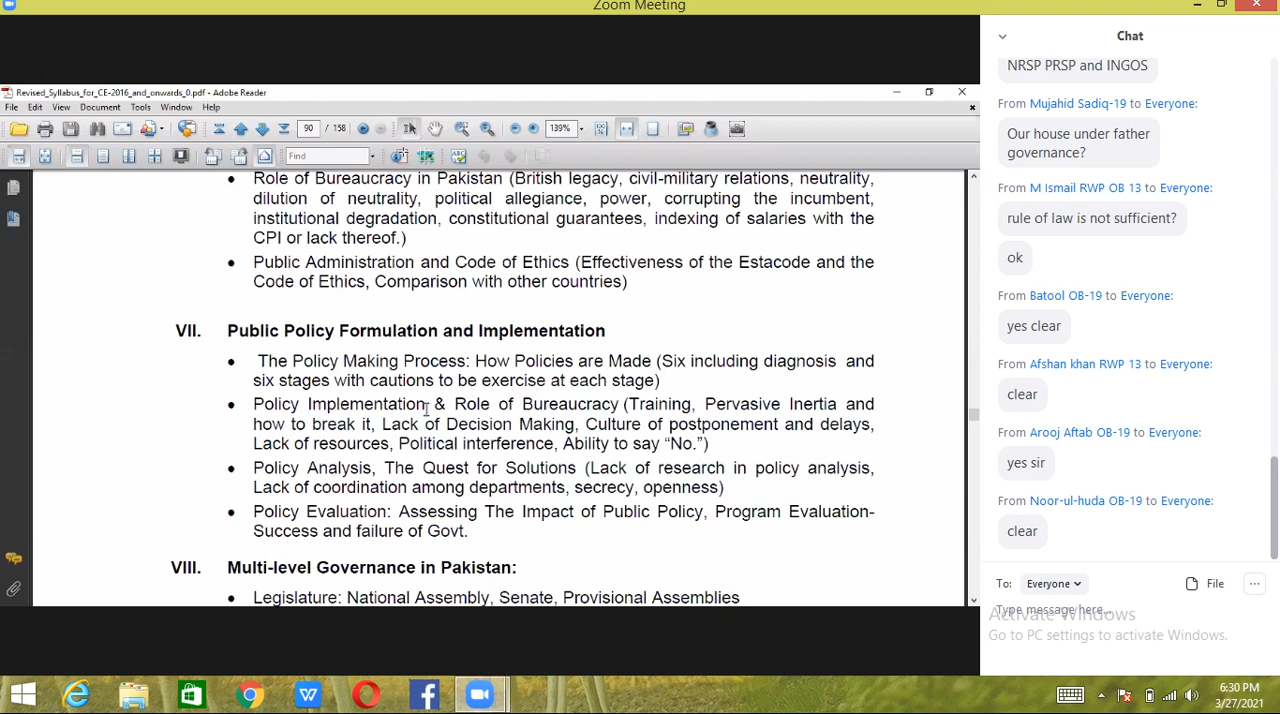 Zoom Meeting
Revised_Syllabus_for_CE-2016_and_onwards_0.pdf - Adobe Reader
File Edit View Document Tools Window Help
90 / 158 139%
Find
• Role of Bureaucracy in Pakistan (British legacy, civil-military relations, neutrality,
dilution of neutrality, political allegiance, power, corrupting the incumbent,
institutional degradation, constitutional guarantees, indexing of salaries with the
CPI or lack thereof.)
• Public Administration and Code of Ethics (Effectiveness of the Estacode and the
Code of Ethics, Comparison with other countries)
VII. Public Policy Formulation and Implementation
• The Policy Making Process: How Policies are Made (Six including diagnosis and
six stages with cautions to be exercise at each stage)
• Policy Implementation & Role of Bureaucracy (Training, Pervasive Inertia and
how to break it, Lack of Decision Making, Culture of postponement and delays,
Lack of resources, Political interference, Ability to say “No.”)
• Policy Analysis, The Quest for Solutions (Lack of research in policy analysis,
Lack of coordination among departments, secrecy, openness)
• Policy Evaluation: Assessing The Impact of Public Policy, Program Evaluation-
Success and failure of Govt.
VIII. Multi-level Governance in Pakistan:
• Legislature: National Assembly, Senate, Provisional Assemblies
Chat
NRSP PRSP and INGOS
From Mujahid Sadiq-19 to Everyone:
Our house under father
governance?
From M Ismail RWP OB 13 to Everyone:
rule of law is not sufficient?
ok
From Batool OB-19 to Everyone:
yes clear
From Afshan khan RWP 13 to Everyone:
clear
From Arooj Aftab OB-19 to Everyone:
yes sir
From Noor-ul-huda OB-19 to Everyone:
clear
To: Everyone File
Type message here...
Activate Windows
Go to PC settings to activate Windows.
6:30 PM
3/27/2021